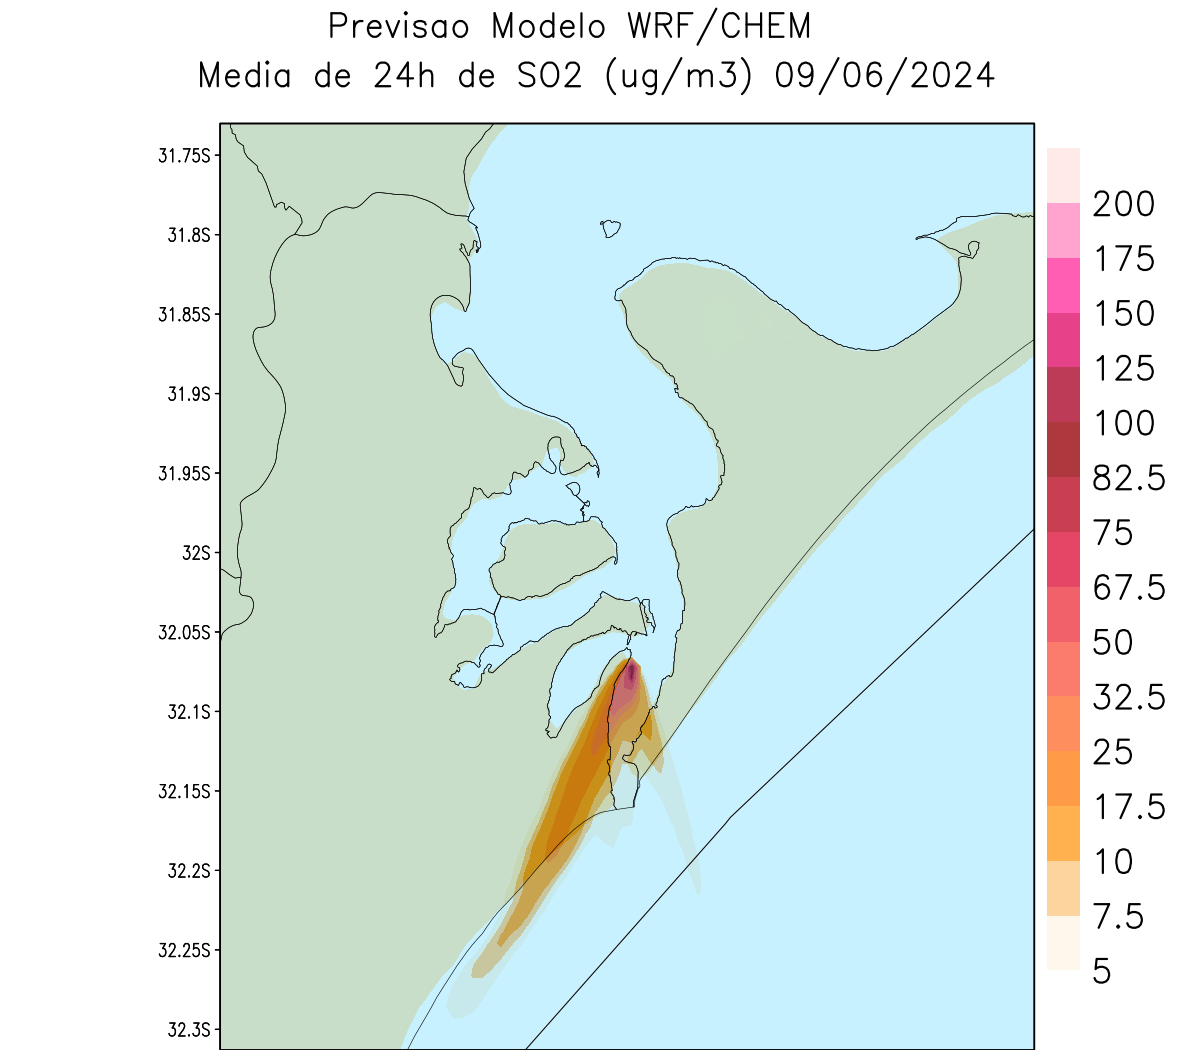 Previsao Modelo WRF/CHEM
Media de 24h de SO2 (ug/m3) 09/06/2024
31.75S
31.8S
31.85S
31.9S
31.95S
32S
32.05S
32.1S
32.15S
32.2S
32.25S
32.3S
200
175
150
125
100
82.5
75
67.5
50
32.5
25
17.5
10
7.5
5